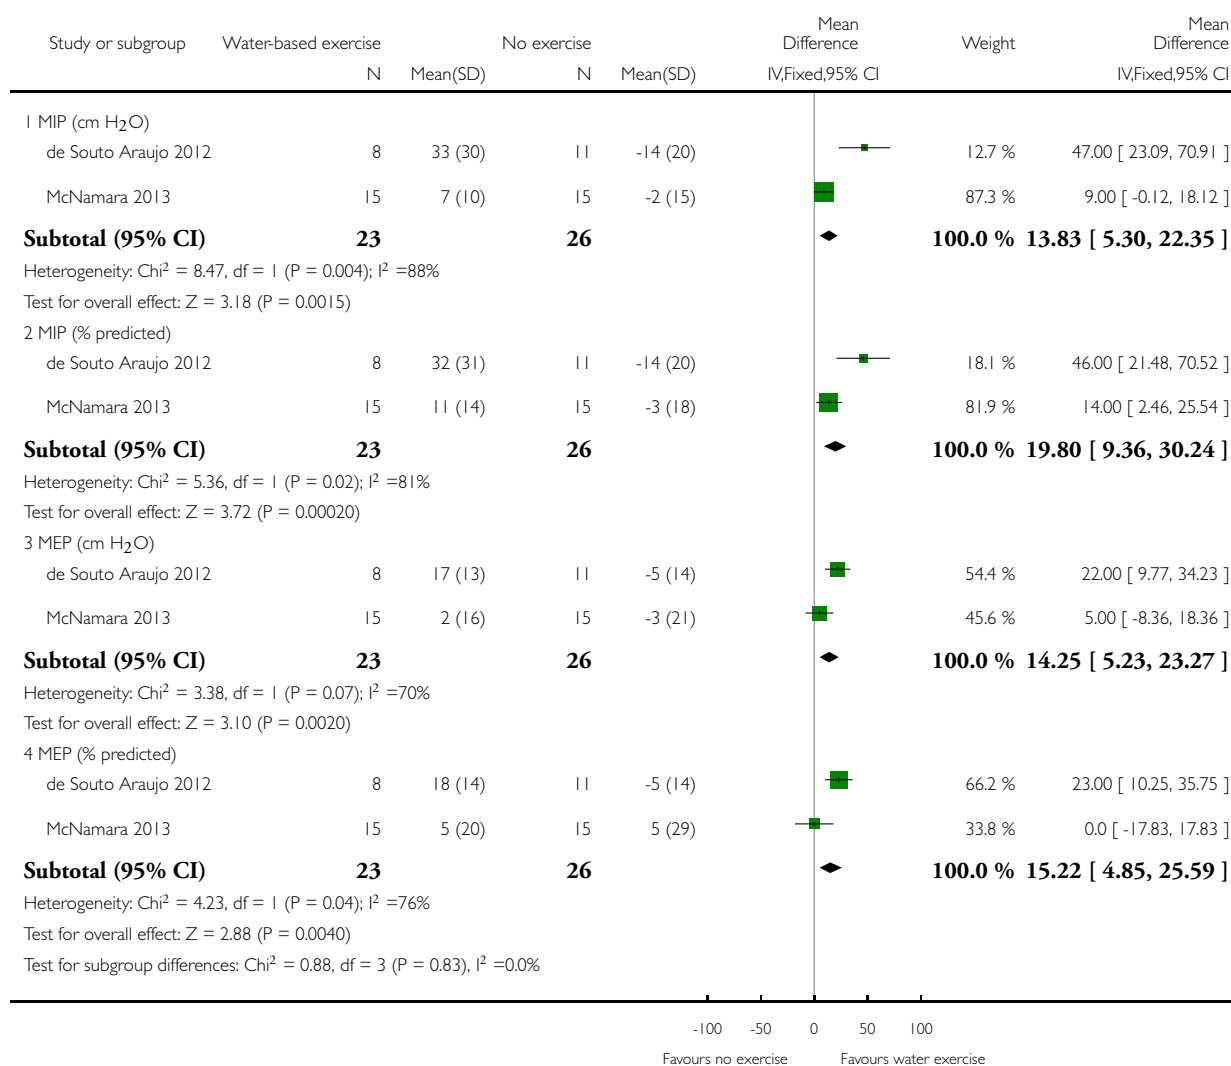 Study or subgroup Water-based exercise No exercise Mean Difference Weight Mean Difference
N Mean(SD) N Mean(SD) IV,Fixed,95% CI IV,Fixed,95% CI
1 MIP (cm H2O)
de Souto Araujo 2012 8 33 (30) 11 -14 (20) 12.7 % 47.00 [ 23.09, 70.91 ]
McNamara 2013 15 7 (10) 15 -2 (15) 87.3 % 9.00 [ -0.12, 18.12 ]
Subtotal (95% CI) 23 26 100.0 % 13.83 [ 5.30, 22.35 ]
Heterogeneity: Chi² = 8.47, df = 1 (P = 0.004); I² =88%
Test for overall effect: Z = 3.18 (P = 0.0015)
2 MIP (% predicted)
de Souto Araujo 2012 8 32 (31) 11 -14 (20) 18.1 % 46.00 [ 21.48, 70.52 ]
McNamara 2013 15 11 (14) 15 -3 (18) 81.9 % 14.00 [ 2.46, 25.54 ]
Subtotal (95% CI) 23 26 100.0 % 19.80 [ 9.36, 30.24 ]
Heterogeneity: Chi² = 5.36, df = 1 (P = 0.02); I² =81%
Test for overall effect: Z = 3.72 (P = 0.00020)
3 MEP (cm H2O)
de Souto Araujo 2012 8 17 (13) 11 -5 (14) 54.4 % 22.00 [ 9.77, 34.23 ]
McNamara 2013 15 2 (16) 15 -3 (21) 45.6 % 5.00 [ -8.36, 18.36 ]
Subtotal (95% CI) 23 26 100.0 % 14.25 [ 5.23, 23.27 ]
Heterogeneity: Chi² = 3.38, df = 1 (P = 0.07); I² =70%
Test for overall effect: Z = 3.10 (P = 0.0020)
4 MEP (% predicted)
de Souto Araujo 2012 8 18 (14) 11 -5 (14) 66.2 % 23.00 [ 10.25, 35.75 ]
McNamara 2013 15 5 (20) 15 5 (29) 33.8 % 0.0 [ -17.83, 17.83 ]
Subtotal (95% CI) 23 26 100.0 % 15.22 [ 4.85, 25.59 ]
Heterogeneity: Chi² = 4.23, df = 1 (P = 0.04); I² =76%
Test for overall effect: Z = 2.88 (P = 0.0040)
Test for subgroup differences: Chi² = 0.88, df = 3 (P = 0.83), I² =0.0%
-100 -50 0 50 100
Favours no exercise Favours water exercise